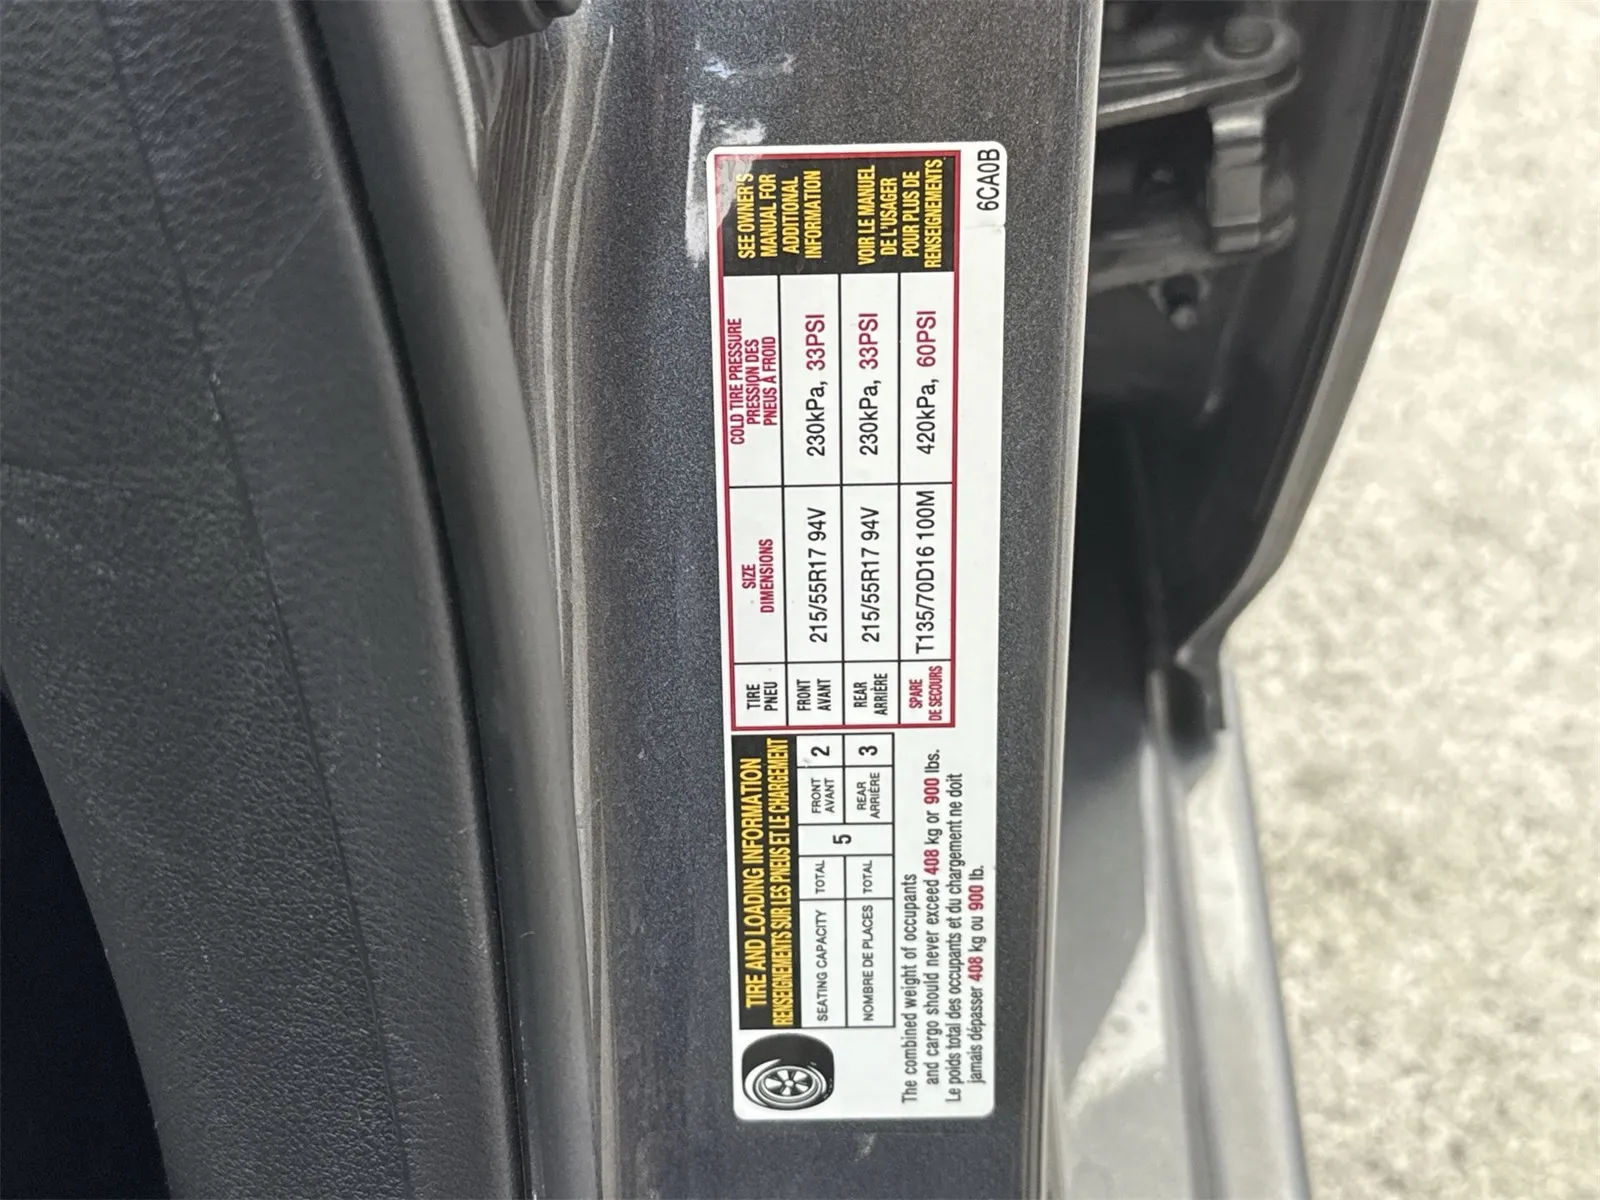 TIRE AND LOADING INFORMATION
RENSEIGNEMENTS SUR LES PNEUS ET LE CHARGEMENT
SEATING CAPACITY TOTAL 5 FRONT AVANT 2
NOMBRE DE PLACES TOTAL REAR ARRIÈRE 3
The combined weight of occupants
and cargo should never exceed 408 kg or 900 lbs.
Le poids total des occupants et du chargement ne doit
jamais dépasser 408 kg ou 900 lb.
TIRE
PNEU
SIZE
DIMENSIONS
COLD TIRE PRESSURE
PRESSION DES
PNEUS À FROID
FRONT
AVANT
215/55R17 94V
230kPa, 33PSI
REAR
ARRIÈRE
215/55R17 94V
230kPa, 33PSI
SPARE
DE SECOURS
T135/70D16 100M
420kPa, 60PSI
SEE OWNER'S
MANUAL FOR
ADDITIONAL
INFORMATION
VOIR LE MANUEL
DE L'USAGER
POUR PLUS DE
RENSEIGNEMENTS
6CA0B